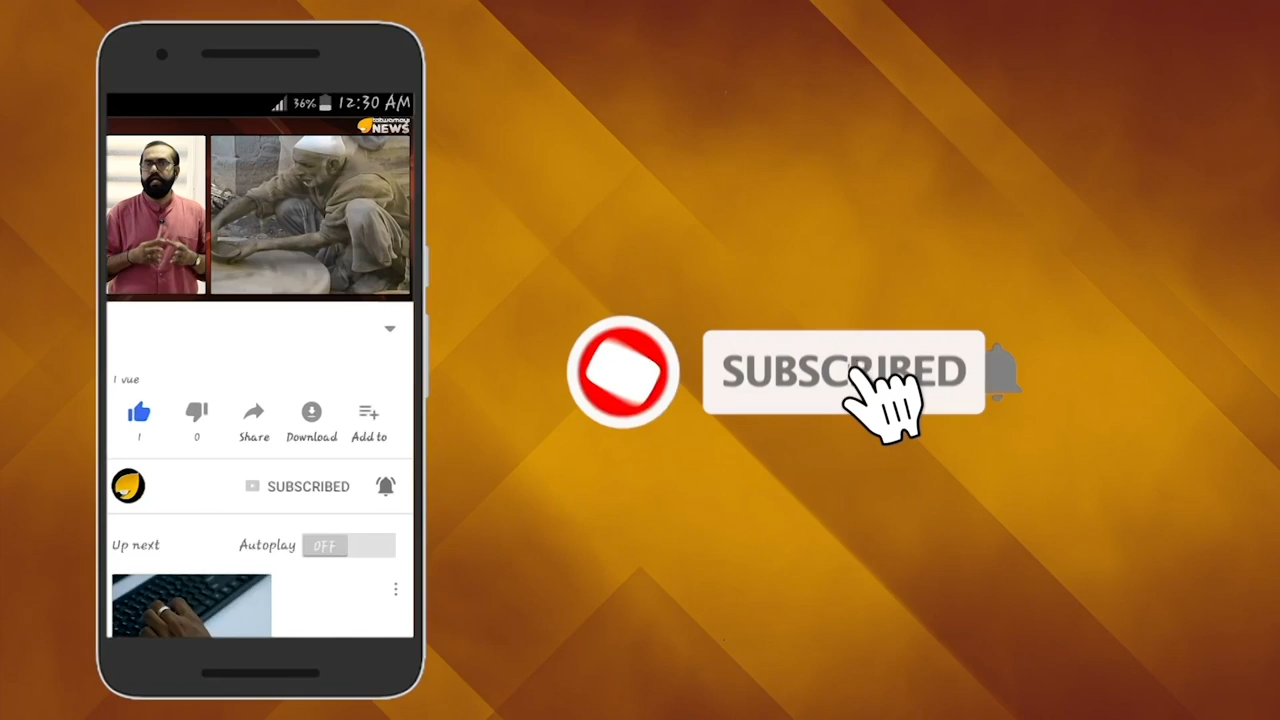 36% 12:30 AM
tatwamayi
NEWS
1 vue
1
0
Share
Download
Add to
SUBSCRIBED
Up next
Autoplay
OFF
SUBSCRIBED